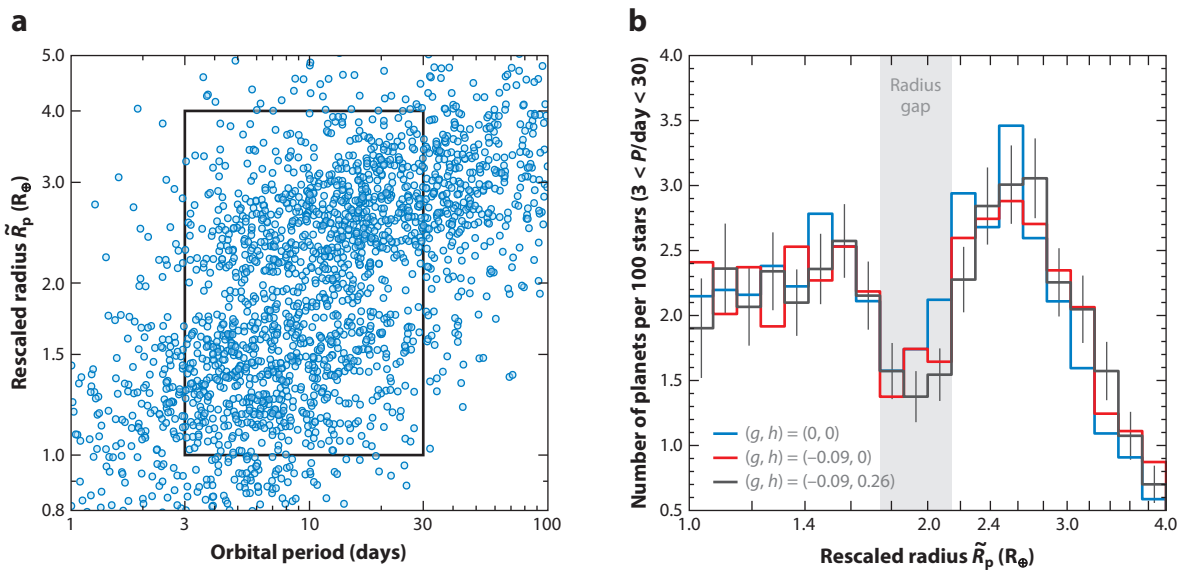 a
Rescaled radius R̃p (R⊕)
5.0
4.0
3.0
2.0
1.5
1.0
0.8
1
3
10
30
100
Orbital period (days)
b
Number of planets per 100 stars (3 < P/day < 30)
4.0
3.5
3.0
2.5
2.0
1.5
1.0
0.5
Radius
gap
(g, h) = (0, 0)
(g, h) = (–0.09, 0)
(g, h) = (–0.09, 0.26)
1.0
1.4
2.0
2.4
3.0
4.0
Rescaled radius R̃p (R⊕)